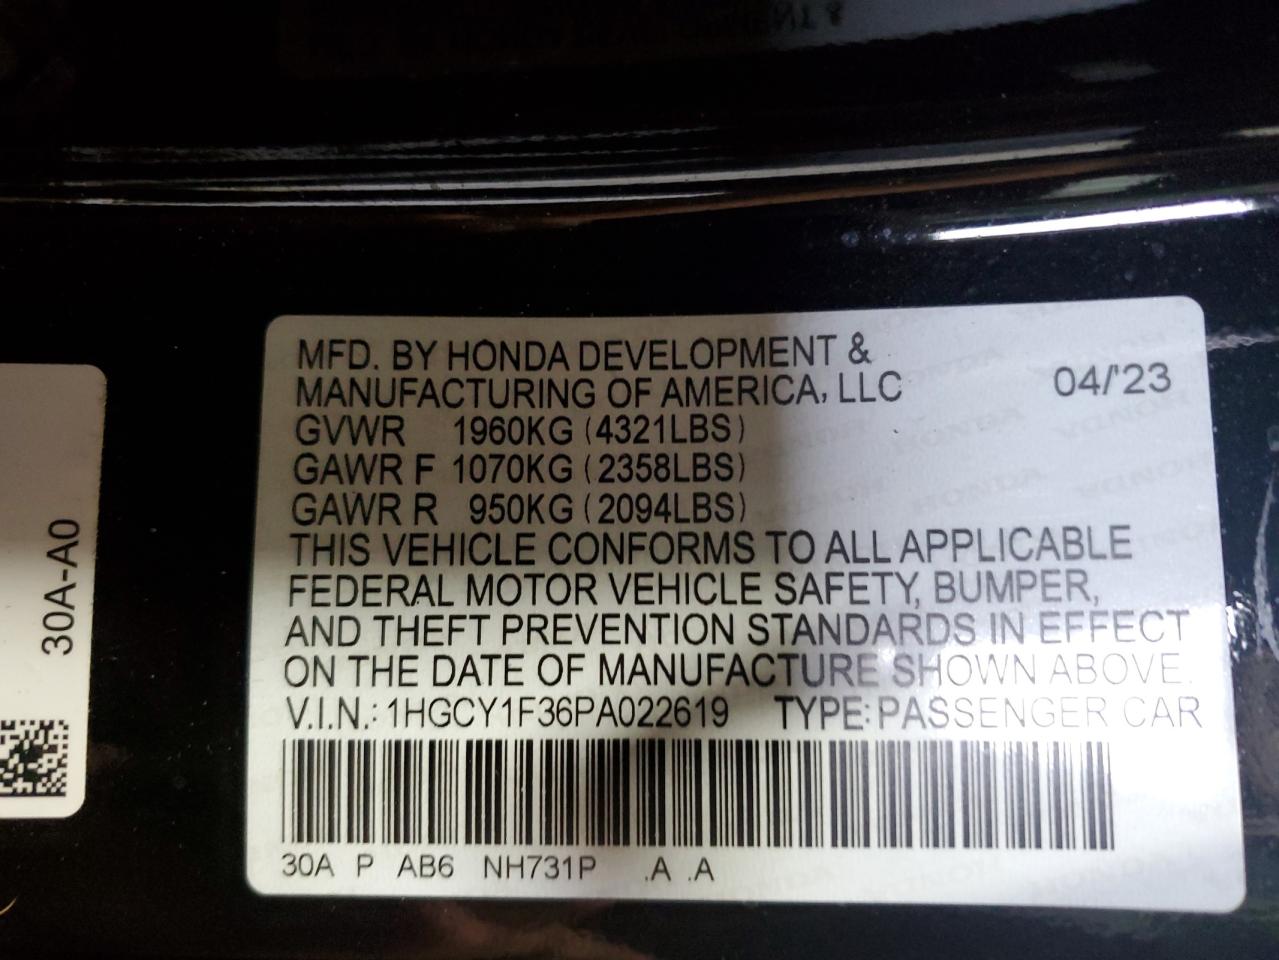 MFD. BY HONDA DEVELOPMENT &
MANUFACTURING OF AMERICA, LLC 04/'23
GVWR 1960KG (4321LBS)
GAWR F 1070KG (2358LBS)
GAWR R 950KG (2094LBS)
THIS VEHICLE CONFORMS TO ALL APPLICABLE
FEDERAL MOTOR VEHICLE SAFETY, BUMPER,
AND THEFT PREVENTION STANDARDS IN EFFECT
ON THE DATE OF MANUFACTURE SHOWN ABOVE.
V.I.N.: 1HGCY1F36PA022619 TYPE: PASSENGER CAR
30A P AB6 NH731P .A .A
30A-A0